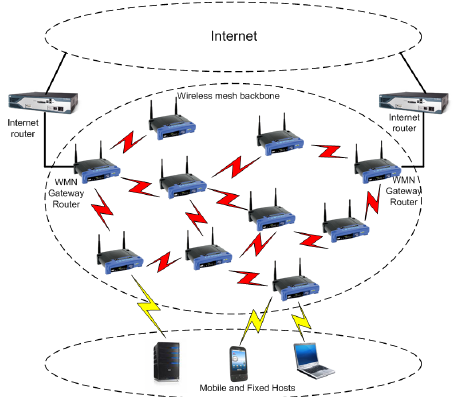 Internet
Wireless mesh backbone
Internet
router
Internet
router
WMN
Gateway
Router
WMN
Gateway
Router
Mobile and Fixed Hosts